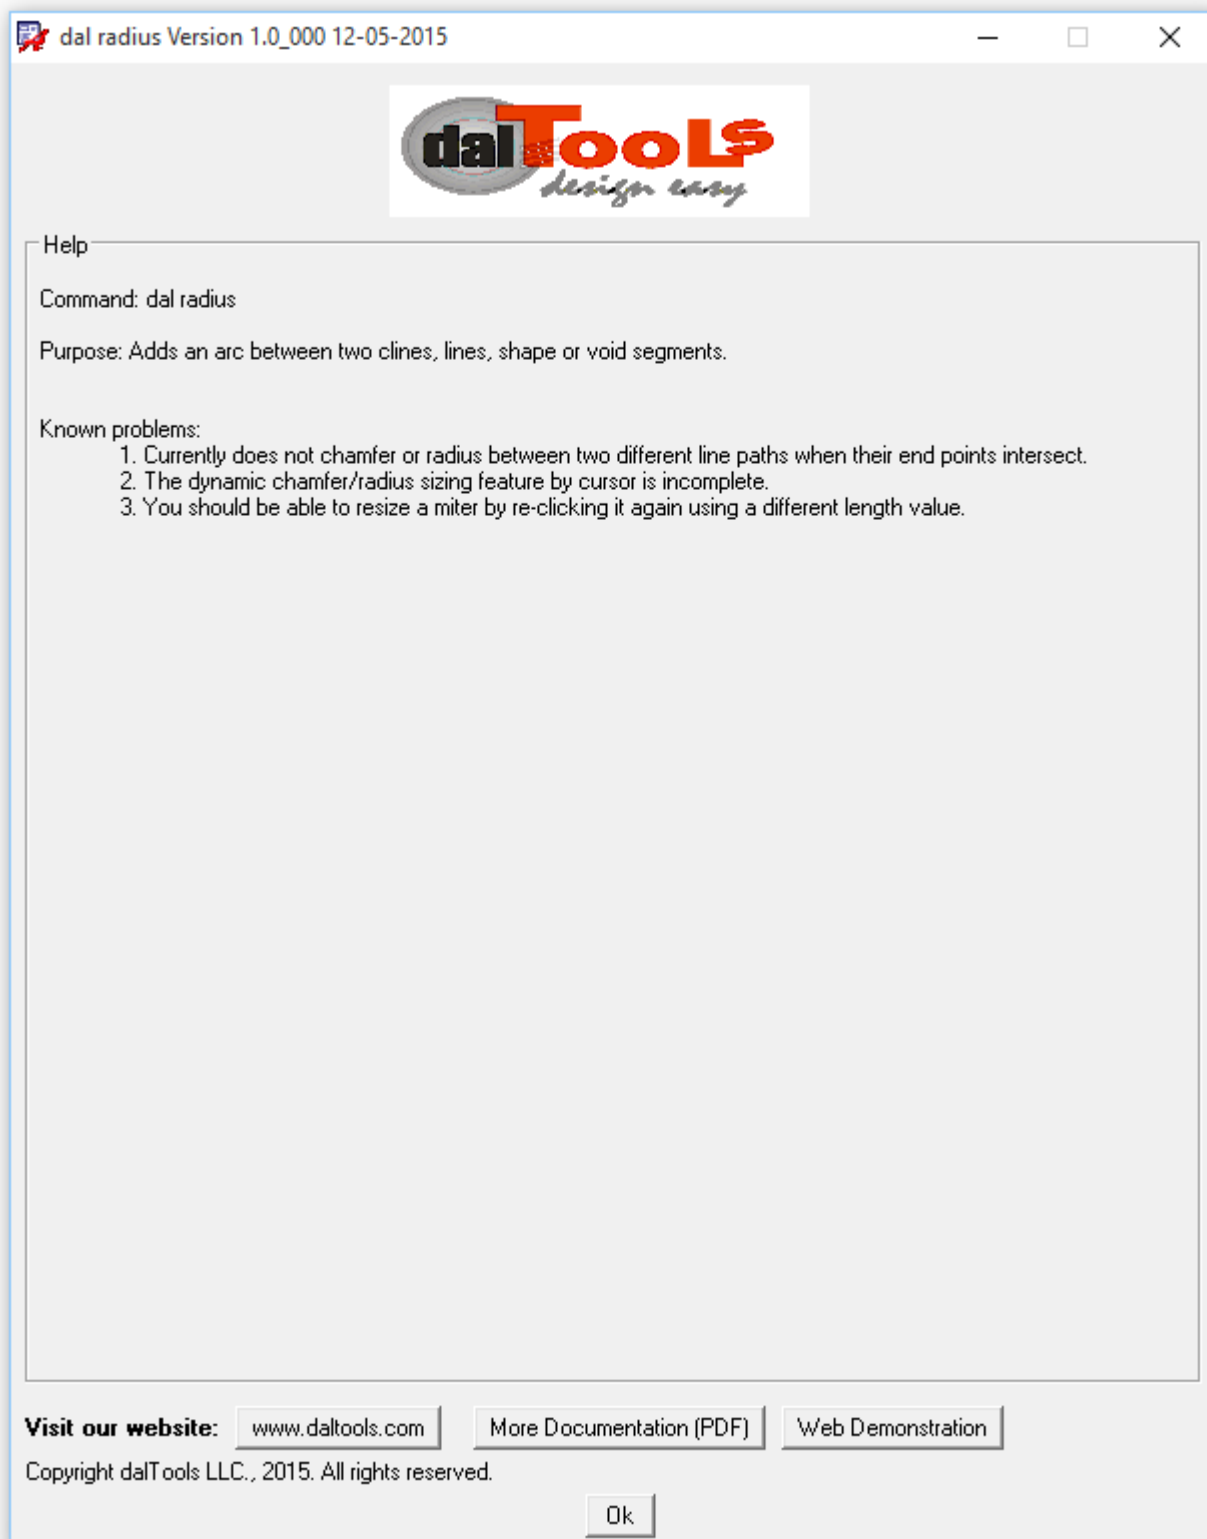 dal radius Version 1.0_000 12-05-2015
dalTooLs
design easy
Help
Command: dal radius
Purpose: Adds an arc between two clines, lines, shape or void segments.
Known problems:
1. Currently does not chamfer or radius between two different line paths when their end points intersect.
2. The dynamic chamfer/radius sizing feature by cursor is incomplete.
3. You should be able to resize a miter by re-clicking it again using a different length value.
Visit our website: www.daltools.com More Documentation (PDF) Web Demonstration
Copyright dalTools LLC., 2015. All rights reserved.
Ok